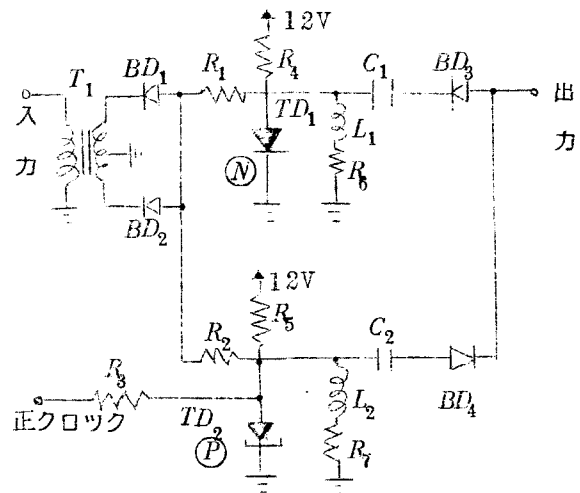 12V
T₁
BD₁
R₁
R₄
C₁
BD₃
入力
TD₁
L₁
出力
N
R₆
BD₂
12V
R₅
R₂
C₂
R₃
正クロック
TD₂
L₂
BD₄
P
R₇